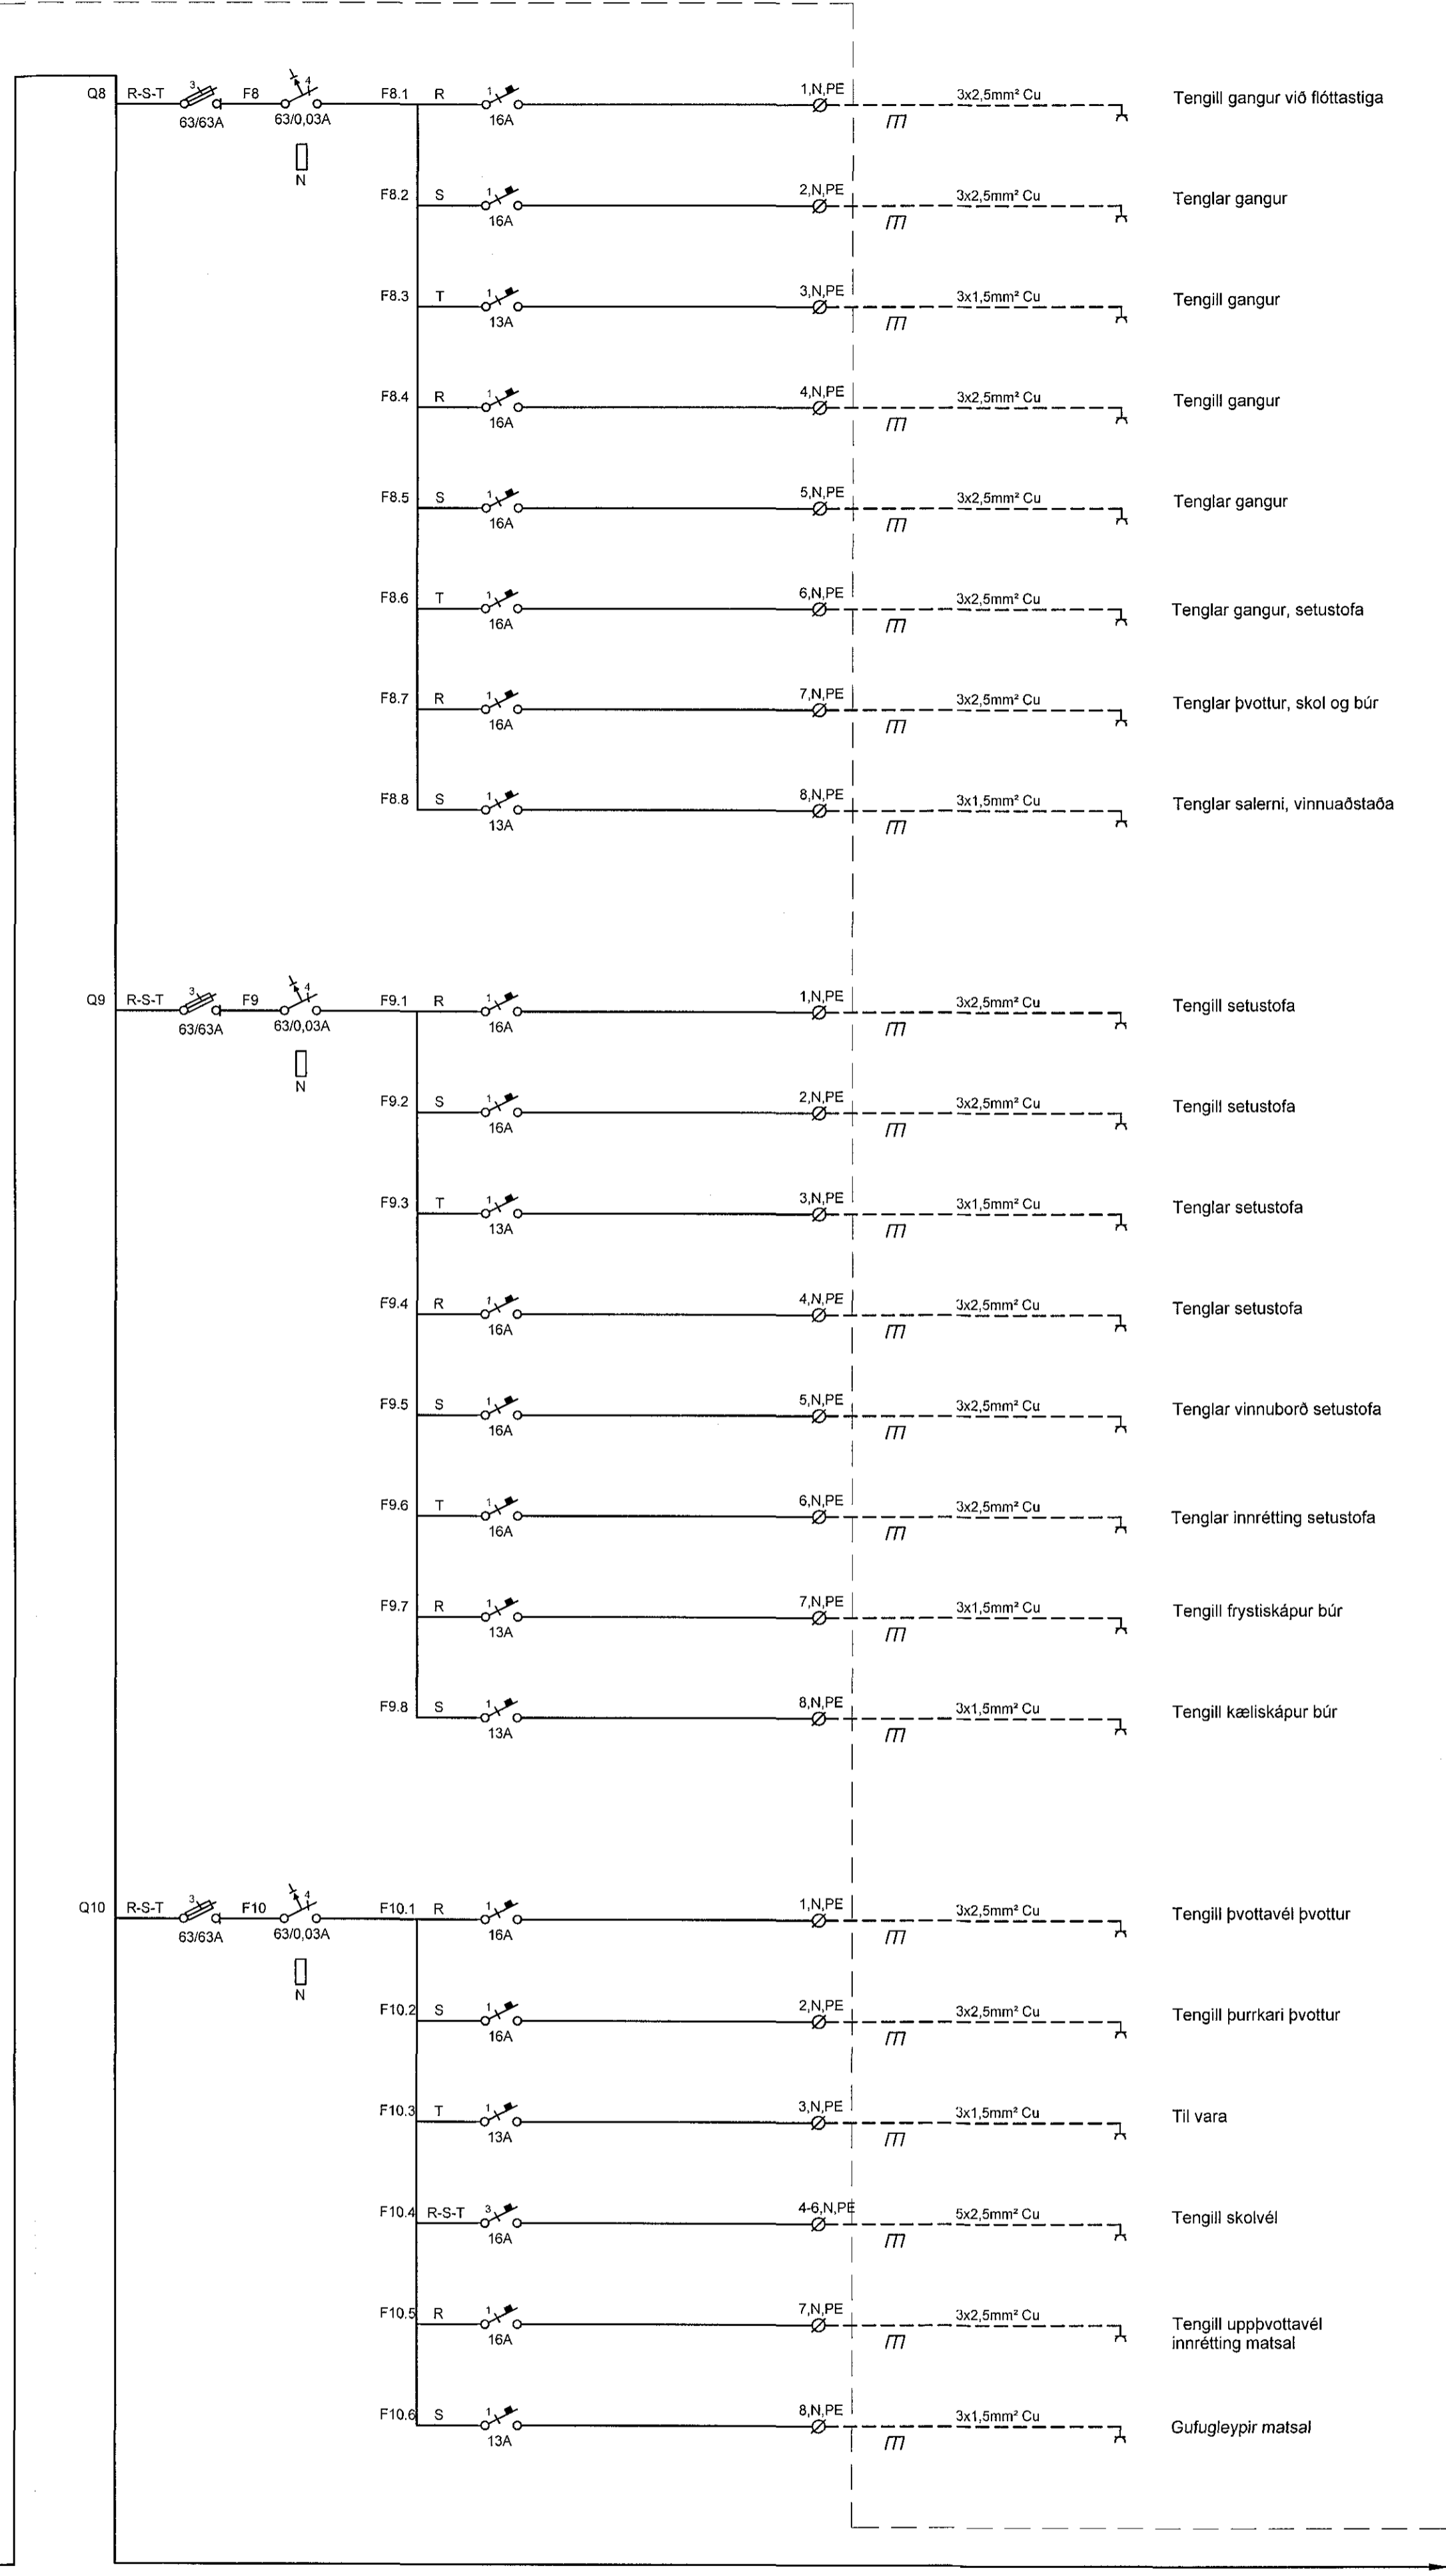 Q8 R-S-T 3 F8 4 F8.1 R 1 1,N,PE 3x2,5mm² Cu Tengill gangur við flóttastiga
63/63A 63/0,03A 16A
N
F8.2 S 1 2,N,PE 3x2,5mm² Cu Tenglar gangur
16A
F8.3 T 1 3,N,PE 3x1,5mm² Cu Tengill gangur
13A
F8.4 R 1 4,N,PE 3x2,5mm² Cu Tengill gangur
16A
F8.5 S 1 5,N,PE 3x2,5mm² Cu Tenglar gangur
16A
F8.6 T 1 6,N,PE 3x2,5mm² Cu Tenglar gangur, setustofa
16A
F8.7 R 1 7,N,PE 3x2,5mm² Cu Tenglar þvottur, skol og búr
16A
F8.8 S 1 8,N,PE 3x1,5mm² Cu Tenglar salerni, vinnuaðstaða
13A
Q9 R-S-T 3 F9 4 F9.1 R 1 1,N,PE 3x2,5mm² Cu Tengill setustofa
63/63A 63/0,03A 16A
N
F9.2 S 1 2,N,PE 3x2,5mm² Cu Tengill setustofa
16A
F9.3 T 1 3,N,PE 3x1,5mm² Cu Tenglar setustofa
13A
F9.4 R 1 4,N,PE 3x2,5mm² Cu Tenglar setustofa
16A
F9.5 S 1 5,N,PE 3x2,5mm² Cu Tenglar vinnuborð setustofa
16A
F9.6 T 1 6,N,PE 3x2,5mm² Cu Tenglar innrétting setustofa
16A
F9.7 R 1 7,N,PE 3x1,5mm² Cu Tengill frystiskápur búr
13A
F9.8 S 1 8,N,PE 3x1,5mm² Cu Tengill kæliskápur búr
13A
Q10 R-S-T 3 F10 4 F10.1 R 1 1,N,PE 3x2,5mm² Cu Tengill þvottavél þvottur
63/63A 63/0,03A 16A
N
F10.2 S 1 2,N,PE 3x2,5mm² Cu Tengill þurrkari þvottur
16A
F10.3 T 1 3,N,PE 3x1,5mm² Cu Til vara
13A
F10.4 R-S-T 3 4-6,N,PE 5x2,5mm² Cu Tengill skolvél
16A
F10.5 R 1 7,N,PE 3x2,5mm² Cu Tengill uppþvottavél
16A innrétting matsal
F10.6 S 1 8,N,PE 3x1,5mm² Cu Gufugleypir matsal
13A